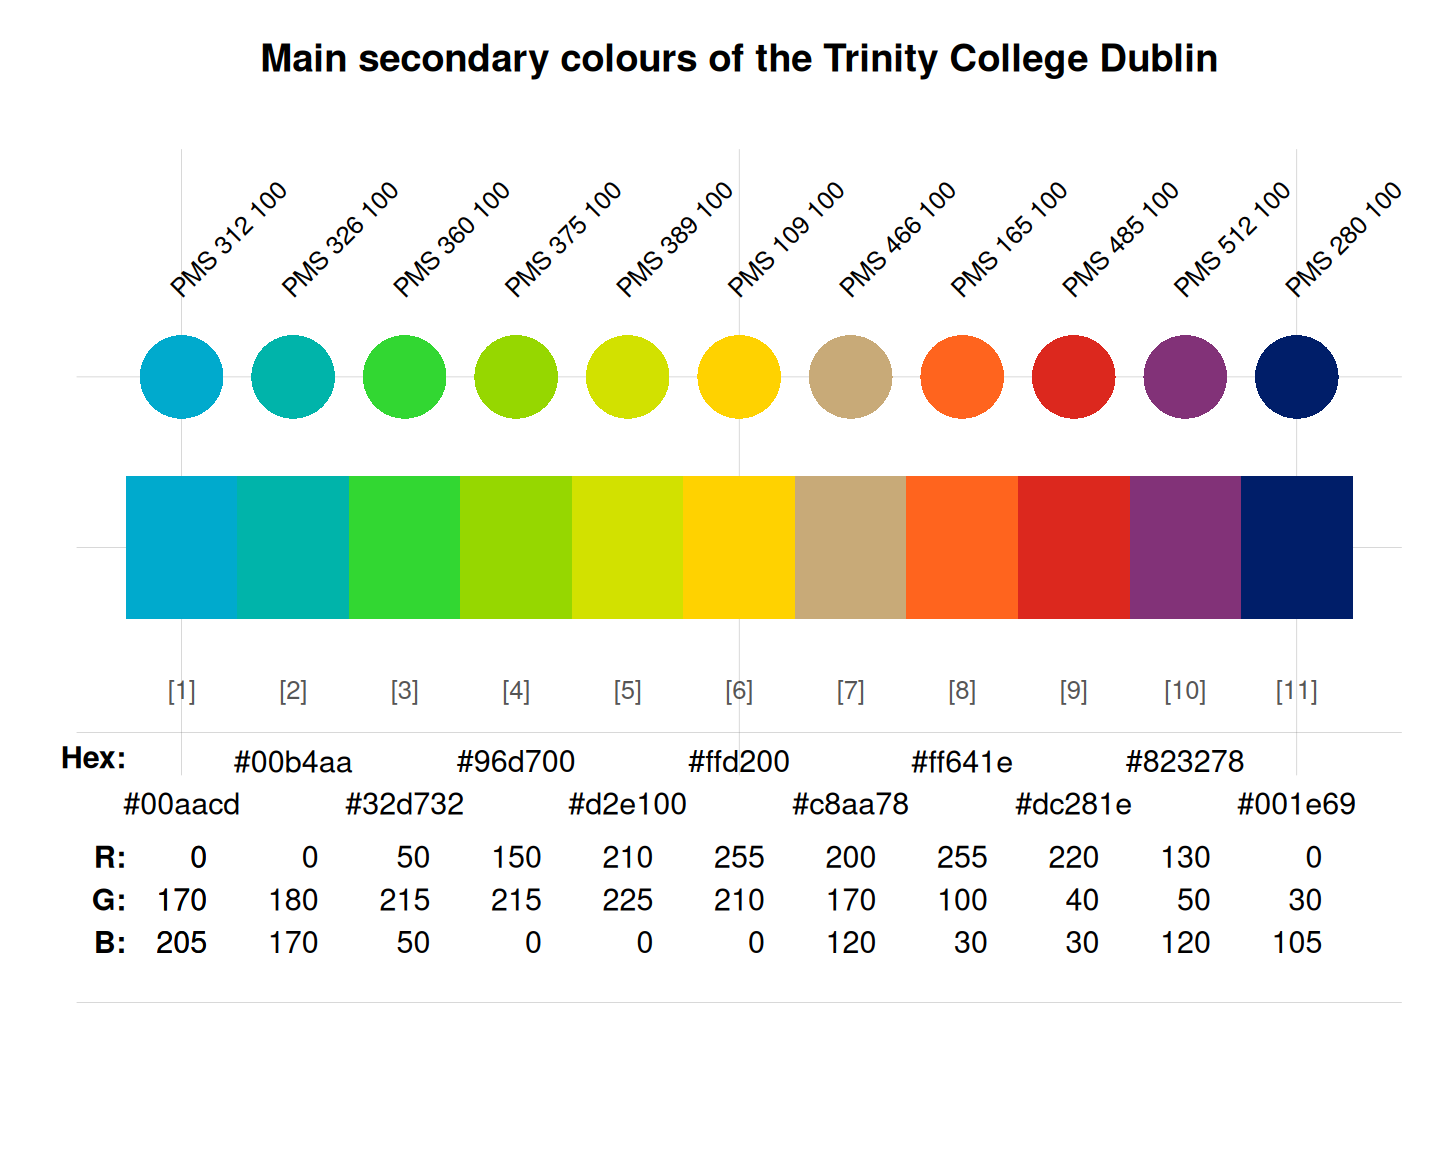 Main secondary colours of the Trinity College Dublin
PMS 312 100
PMS 326 100
PMS 360 100
PMS 375 100
PMS 389 100
PMS 109 100
PMS 466 100
PMS 165 100
PMS 485 100
PMS 512 100
PMS 280 100
[1] [2] [3] [4] [5] [6] [7] [8] [9] [10] [11]
Hex: #00b4aa #96d700 #ffd200 #ff641e #823278
#00aacd #32d732 #d2e100 #c8aa78 #dc281e #001e69
R: 0 0 50 150 210 255 200 255 220 130 0
G: 170 180 215 215 225 210 170 100 40 50 30
B: 205 170 50 0 0 0 120 30 30 120 105